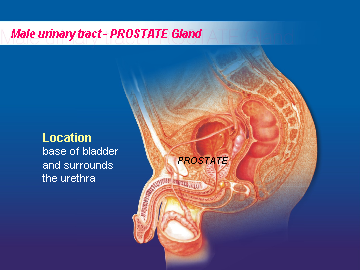 Male urinary tract - PROSTATE Gland
Location
base of bladder
and surrounds
the urethra
PROSTATE